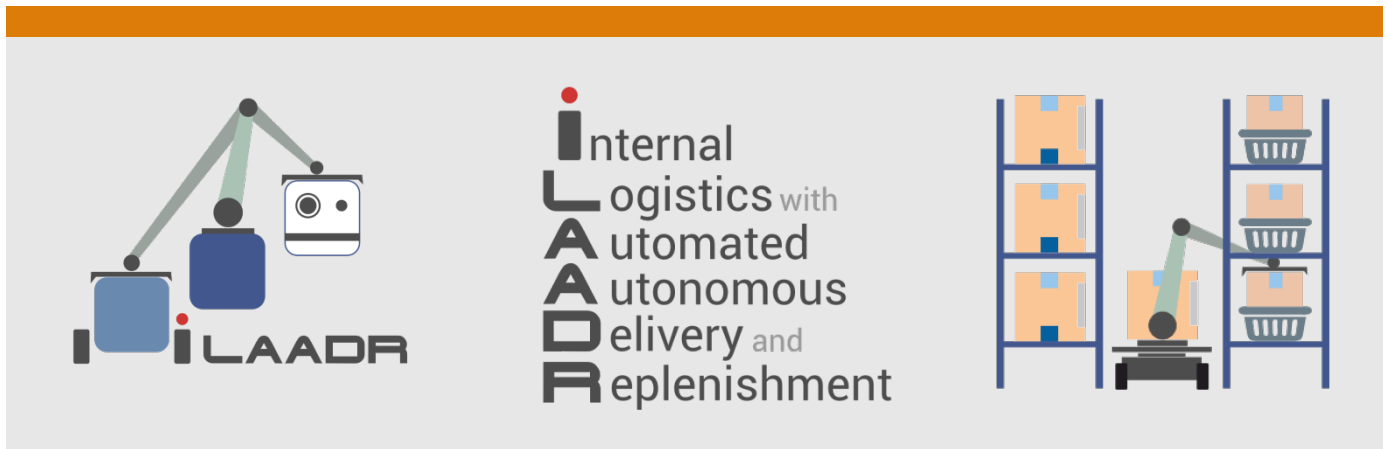 iLAADR
internal
Logistics with
Automated
Autonomous
Delivery and
Replenishment